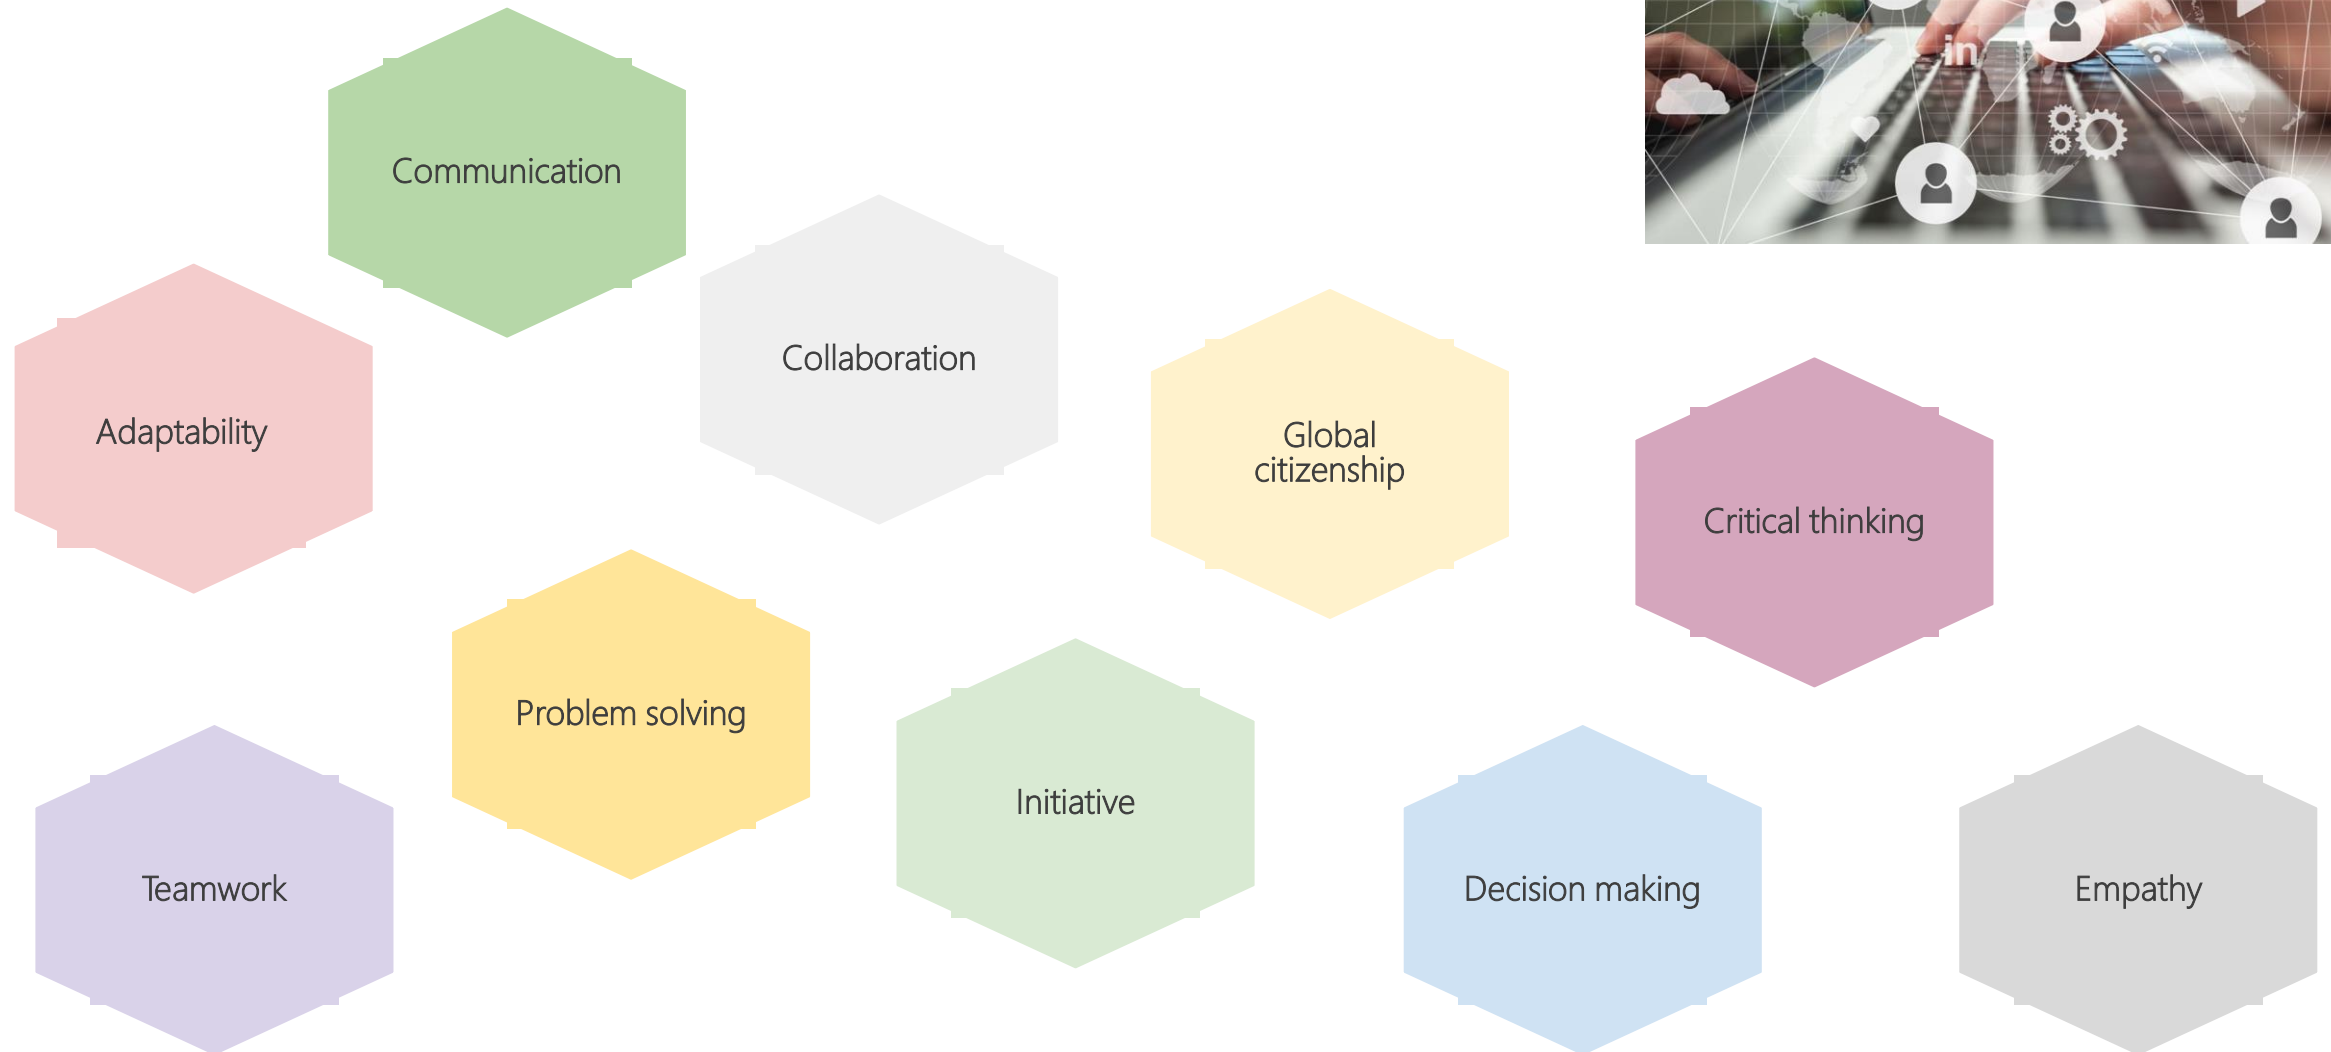 Communication
in
Collaboration
Adaptability
Global
citizenship
Critical thinking
Problem solving
Initiative
Teamwork
Decision making
Empathy